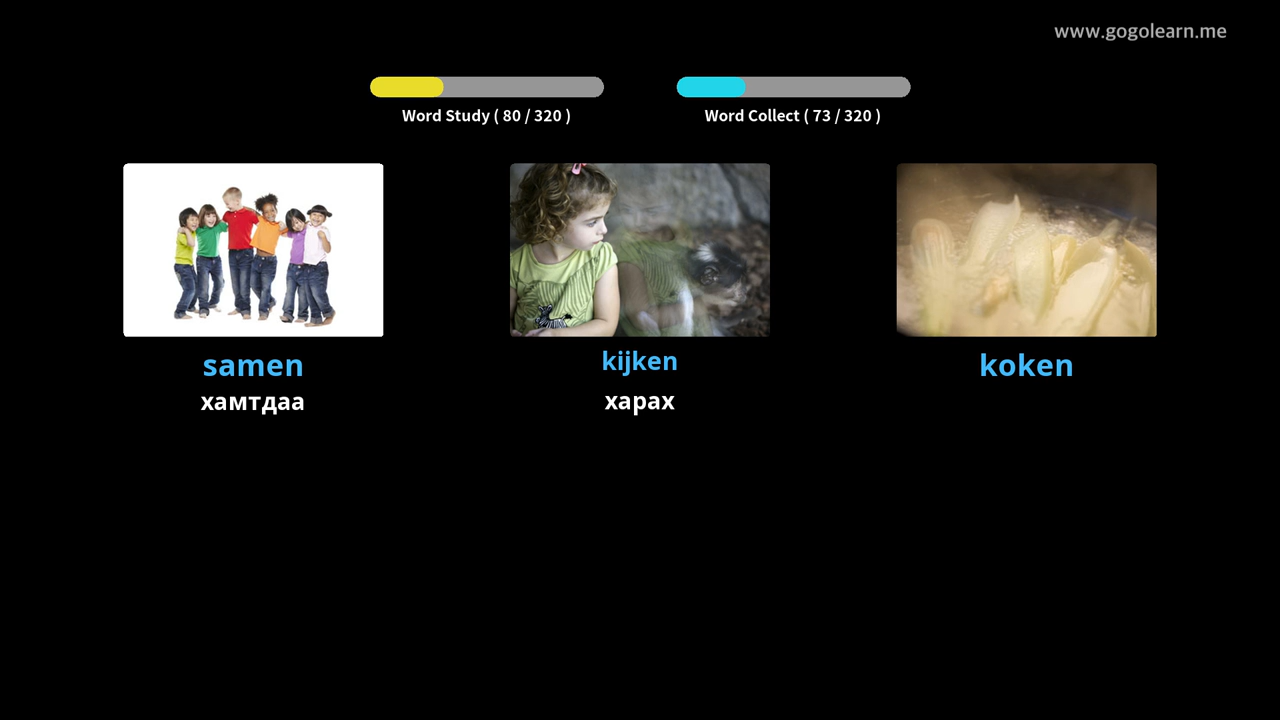 www.gogolearn.me
Word Study ( 80 / 320 )
Word Collect ( 73 / 320 )
samen
хамтдаа
kijken
харах
koken